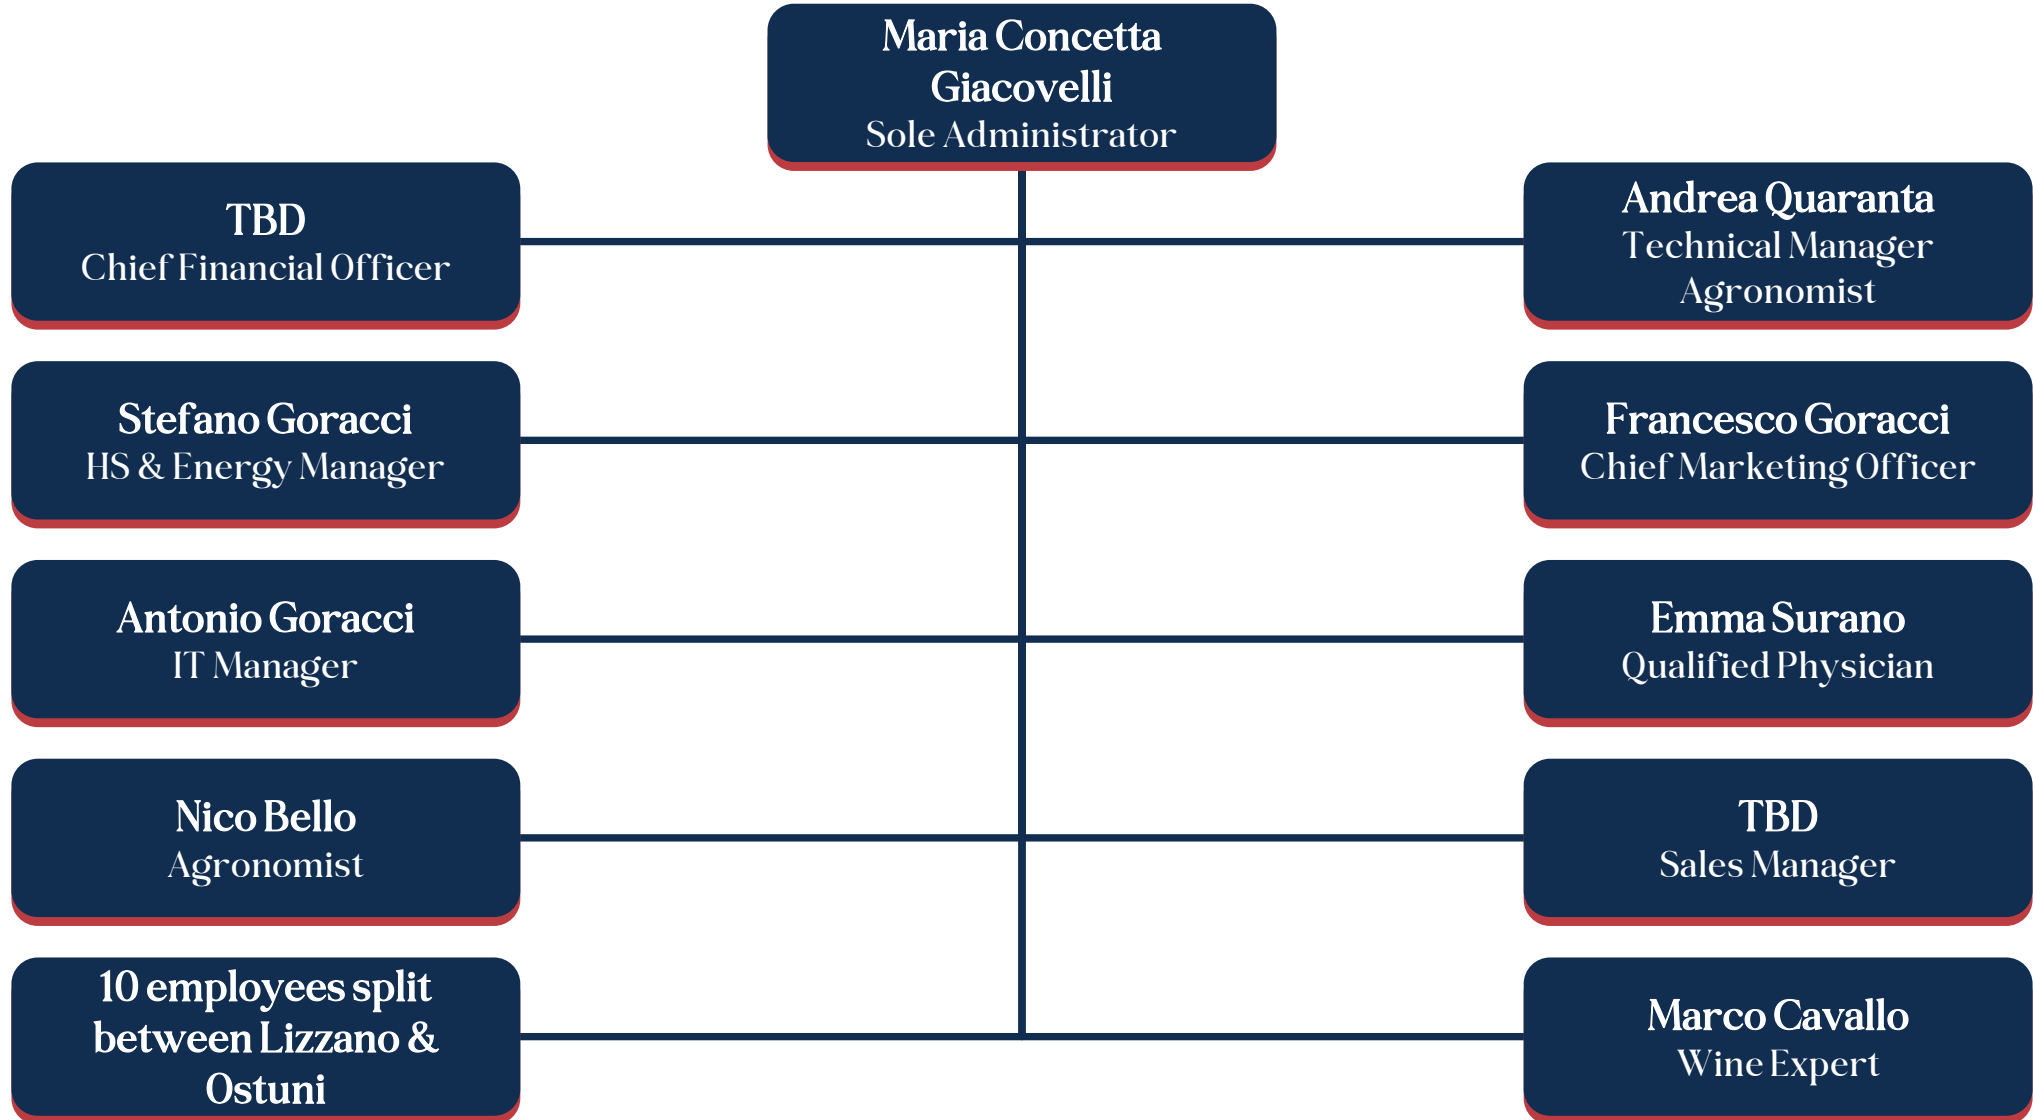 Maria Concetta
Giacovelli
Sole Administrator
TBD
Chief Financial Officer
Andrea Quaranta
Technical Manager
Agronomist
Stefano Goracci
HS & Energy Manager
Francesco Goracci
Chief Marketing Officer
Antonio Goracci
IT Manager
Emma Surano
Qualified Physician
Nico Bello
Agronomist
TBD
Sales Manager
10 employees split
between Lizzano &
Ostuni
Marco Cavallo
Wine Expert